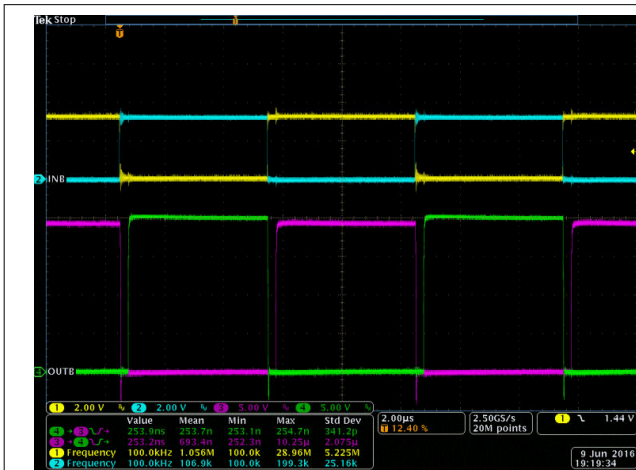 Tek Stop
T
T
2 INB
4 OUTB
1 2.00 V 2 2.00 V 3 5.00 V 4 5.00 V
Value Mean Min Max Std Dev
4 → 3 253.9ns 253.7n 253.1n 254.7n 341.2p
3 → 4 253.2ns 693.4n 252.3n 10.25µ 2.075µ
1 Frequency 100.0kHz 1.056M 100.0k 28.96M 5.225M
2 Frequency 100.0kHz 106.9k 100.0k 199.3k 25.16k
2.00µs
T 12.40 %
2.50GS/s
20M points
1 1.44 V
9 Jun 2016
19:19:34